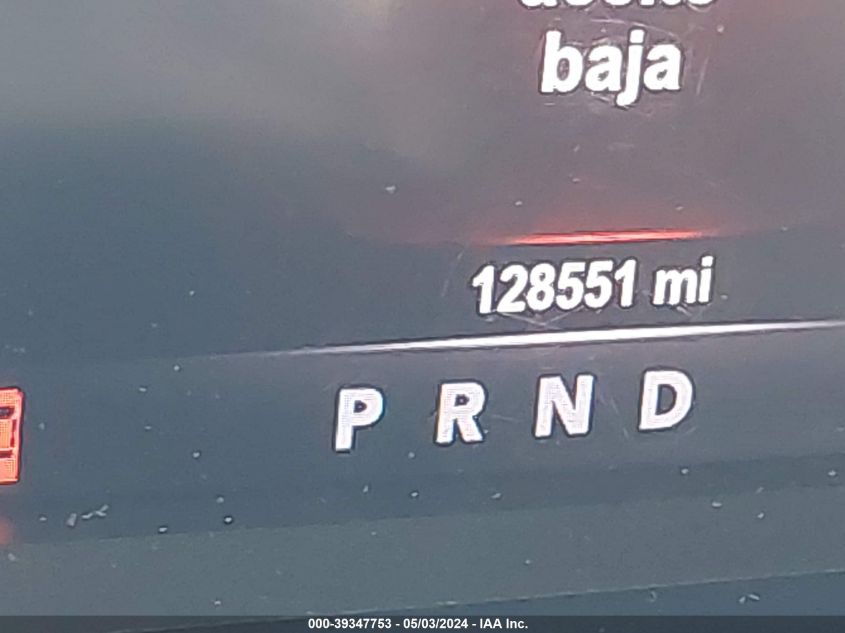 baja
128551 mi
P R N D
000-39347753 - 05/03/2024 - IAA Inc.